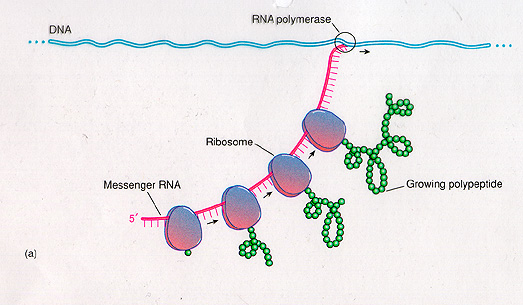 RNA polymerase
DNA
Ribosome
Messenger RNA
Growing polypeptide
5'
(a)